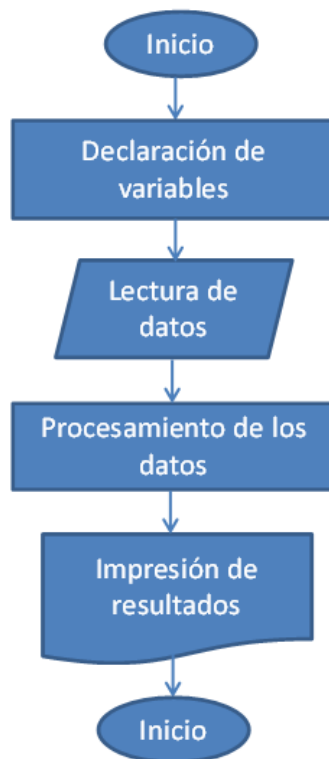 Inicio
Declaración de
variables
Lectura de
datos
Procesamiento de los
datos
Impresión de
resultados
Inicio